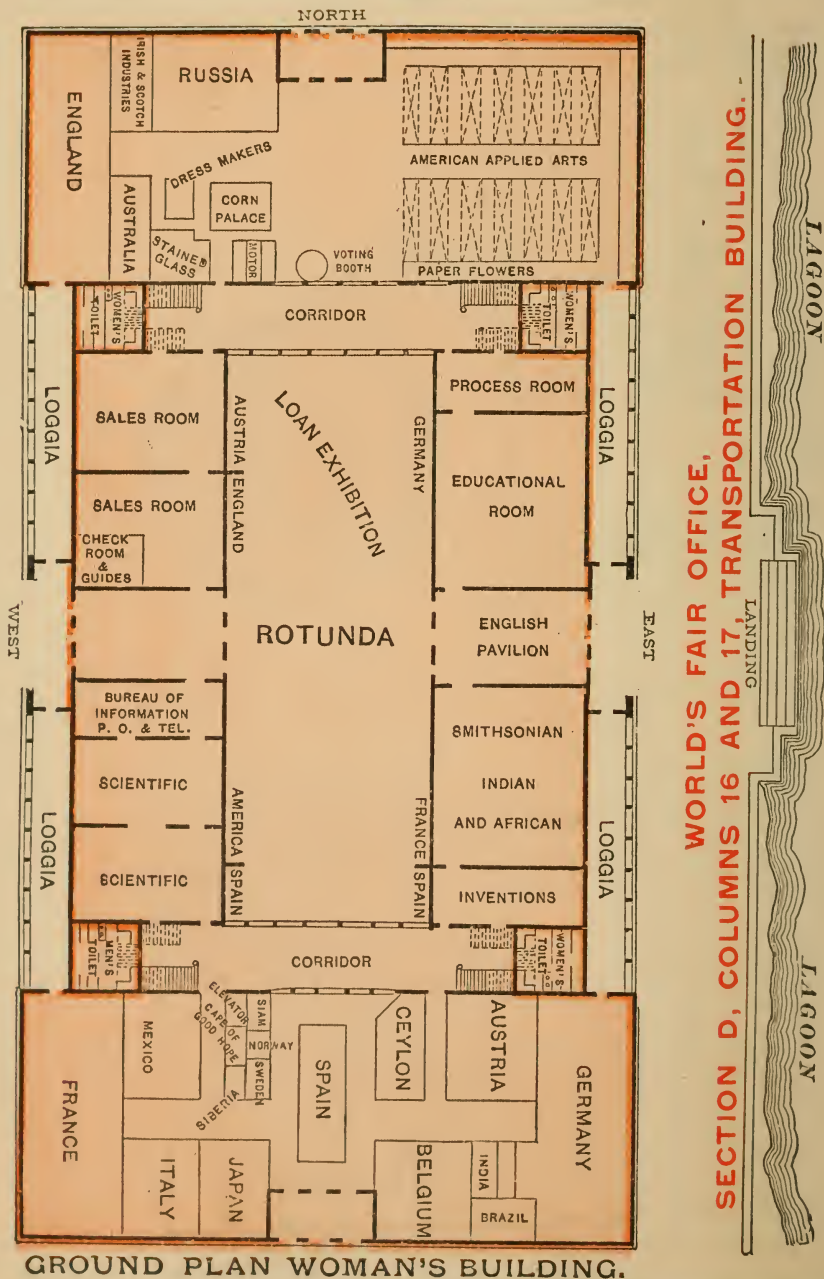 NORTH
ENGLAND
IRISH & SCOTCH
INDUSTRIES
RUSSIA
DRESS MAKERS
CORN
PALACE
AUSTRALIA
STAINED
GLASS
MOTOR
VOTING
BOOTH
AMERICAN APPLIED ARTS
PAPER FLOWERS
WOMEN'S
TOILET
CORRIDOR
WOMEN'S
TOILET
LOGGIA
SALES ROOM
AUSTRIA
LOAN EXHIBITION
GERMANY
PROCESS ROOM
LOGGIA
SALES ROOM
ENGLAND
EDUCATIONAL
ROOM
CHECK
ROOM
&
GUIDES
WEST
ROTUNDA
ENGLISH
PAVILION
EAST
BUREAU OF
INFORMATION
P. O. & TEL.
SMITHSONIAN
INDIAN
AND AFRICAN
SCIENTIFIC
AMERICA
FRANCE
LOGGIA
SCIENTIFIC
SPAIN
SPAIN
INVENTIONS
LOGGIA
MEN'S
TOILET
CORRIDOR
WOMEN'S
TOILET
FRANCE
MEXICO
ELEVATOR
CAPE OF
GOOD HOPE
SIAM
NORWAY
SWEDEN
SIBERIA
SPAIN
CEYLON
AUSTRIA
GERMANY
ITALY
JAPAN
BELGIUM
INDIA
BRAZIL
GROUND PLAN WOMAN'S BUILDING.
WORLD'S FAIR OFFICE,
SECTION D, COLUMNS 16 AND 17, TRANSPORTATION BUILDING.
LANDING
LAGOON
LAGOON